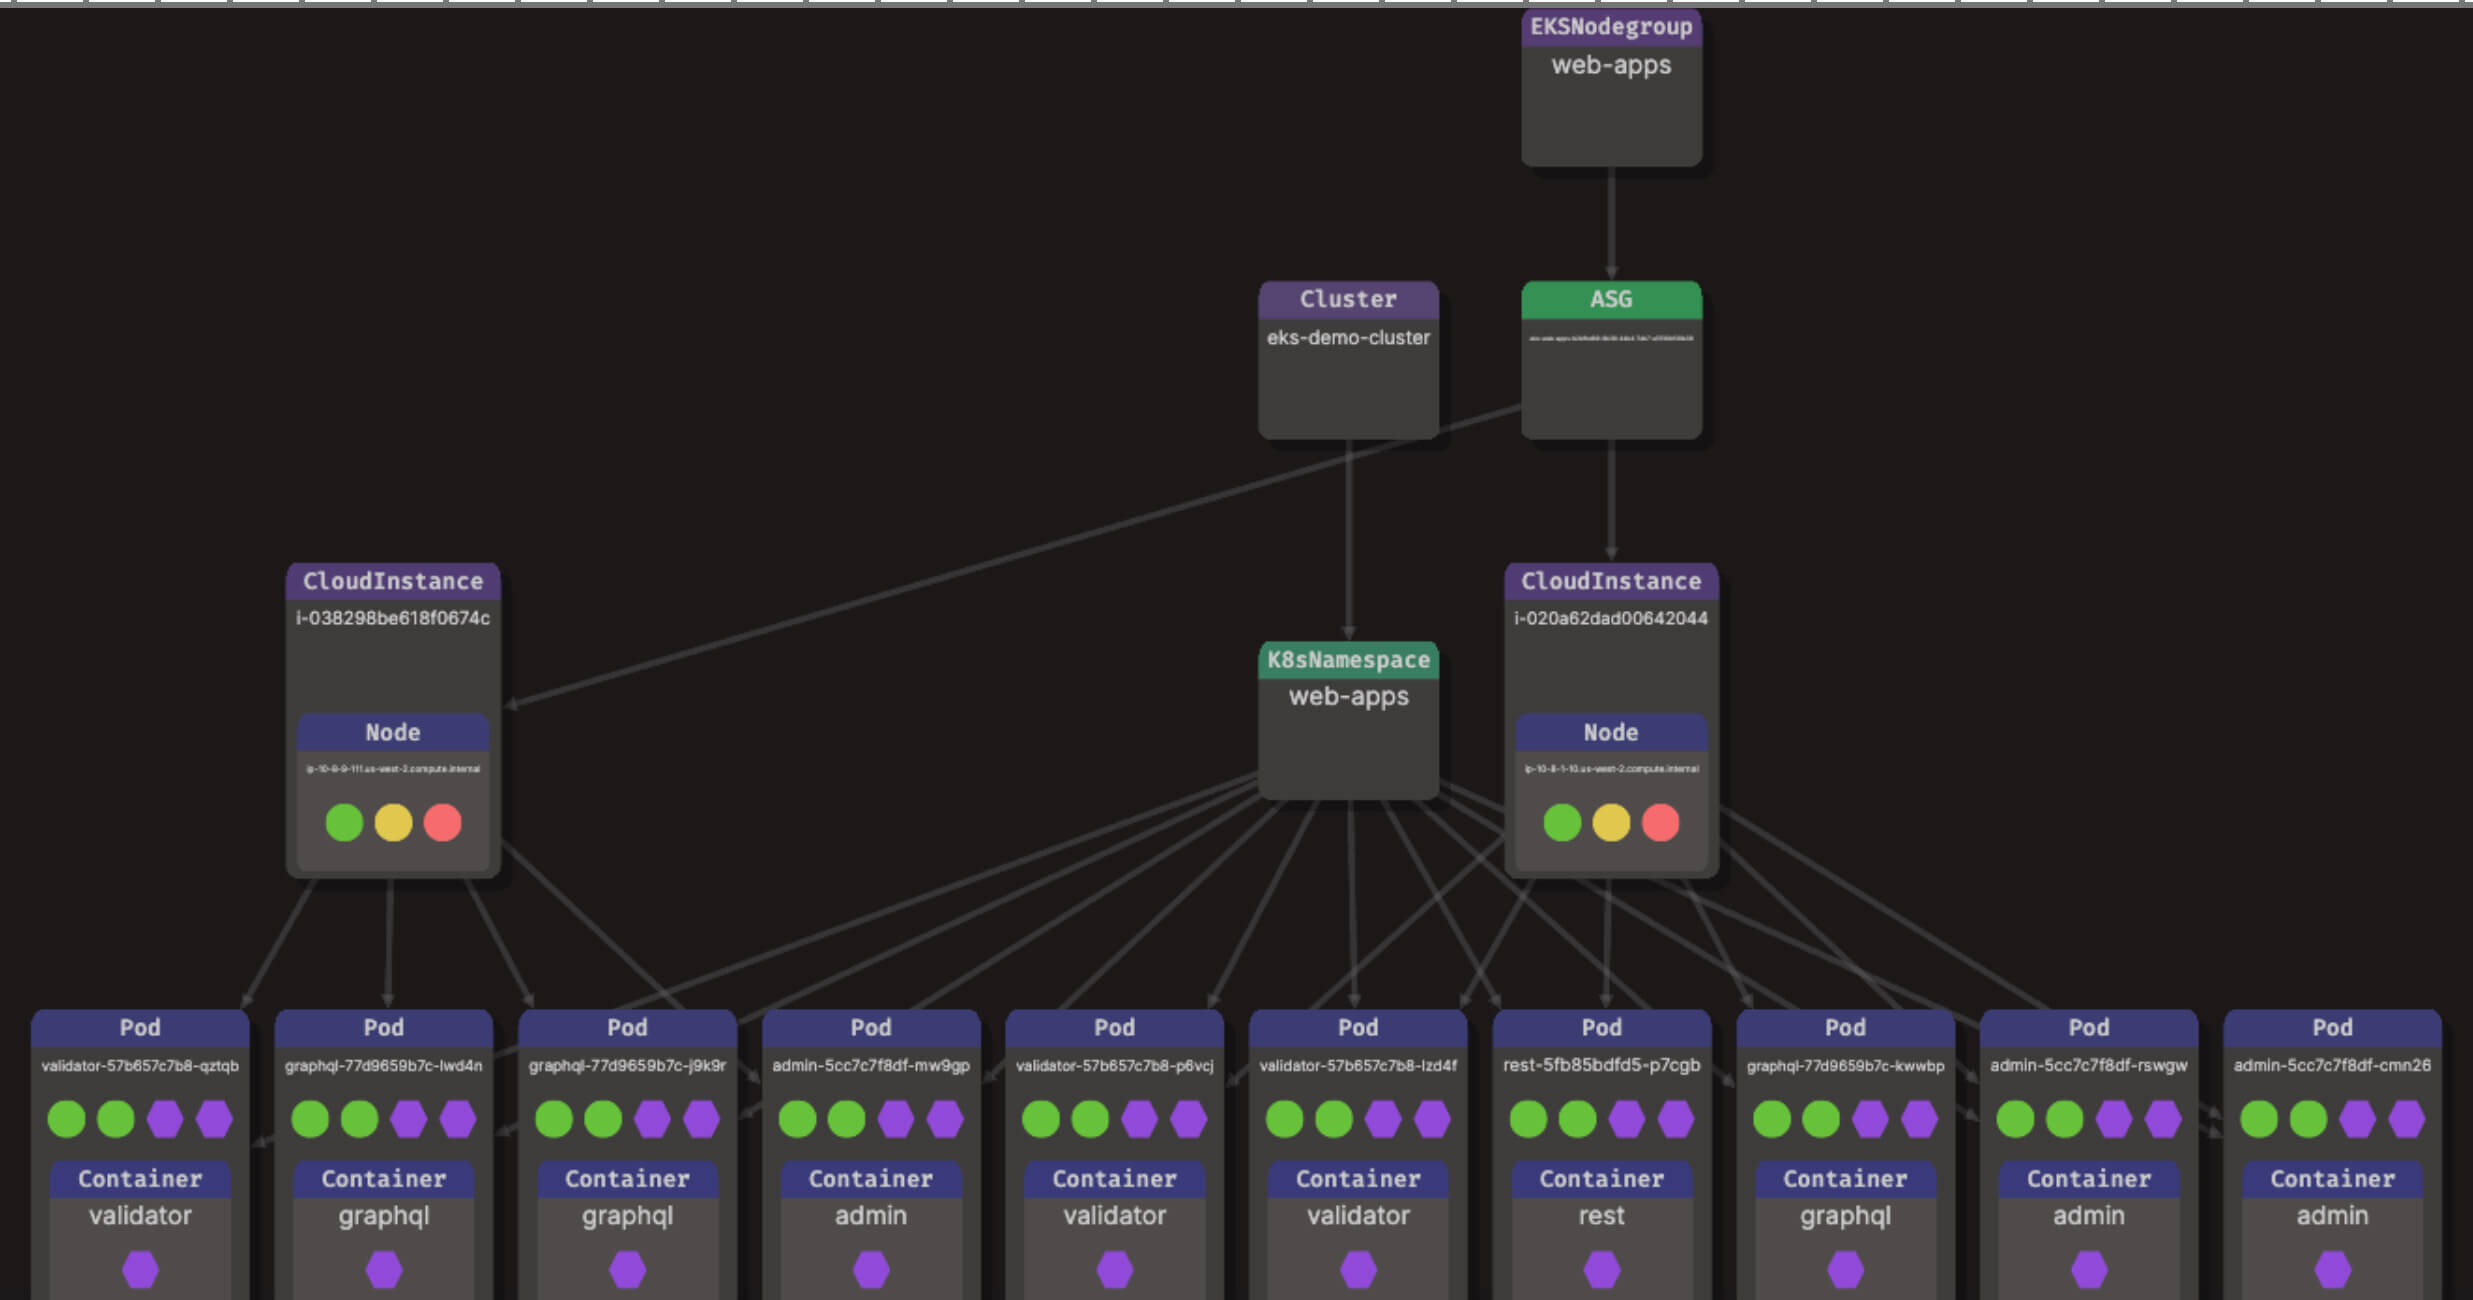 EKSNodegroup
web-apps
Cluster
eks-demo-cluster
ASG
CloudInstance
i-038298be618f0674c
Node
ip-10-8-9-111.us-west-2.compute.internal
K8sNamespace
web-apps
CloudInstance
i-020a62dad00642044
Node
ip-10-8-1-10.us-west-2.compute.internal
Pod
validator-57b657c7b8-qztqb
Container
validator
Pod
graphql-77d9659b7c-lwd4n
Container
graphql
Pod
graphql-77d9659b7c-j9k9r
Container
graphql
Pod
admin-5cc7c7f8df-mw9gp
Container
admin
Pod
validator-57b657c7b8-p6vcj
Container
validator
Pod
validator-57b657c7b8-lzd4f
Container
validator
Pod
rest-5fb85bdfd5-p7cgb
Container
rest
Pod
graphql-77d9659b7c-kwwbp
Container
graphql
Pod
admin-5cc7c7f8df-rswgw
Container
admin
Pod
admin-5cc7c7f8df-cmn26
Container
admin